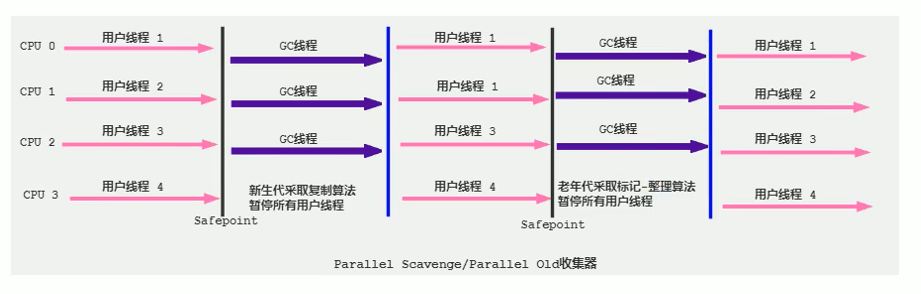 CPU 0
用户线程 1
GC线程
用户线程 1
GC线程
用户线程 1
CPU 1
用户线程 2
GC线程
用户线程 1
GC线程
用户线程 2
CPU 2
用户线程 3
GC线程
用户线程 3
GC线程
用户线程 3
CPU 3
用户线程 4
新生代采取复制算法
暂停所有用户线程
用户线程 4
老年代采取标记-整理算法
暂停所有用户线程
用户线程 4
Safepoint
Safepoint
Parallel Scavenge/Parallel Old收集器